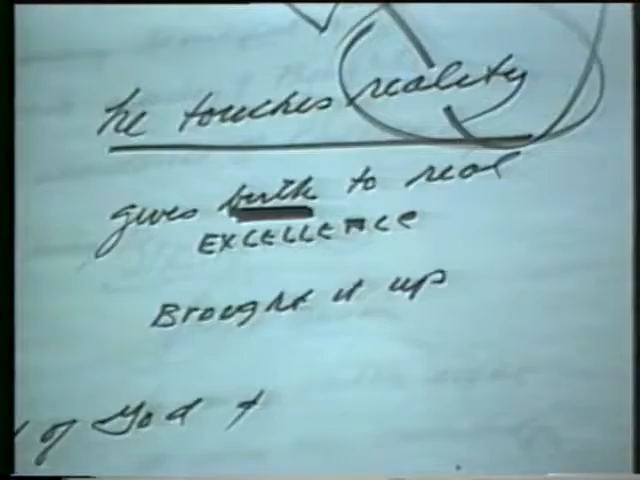 he touches reality
gives birth to real
EXCELLENCE
Brought it up
of God +